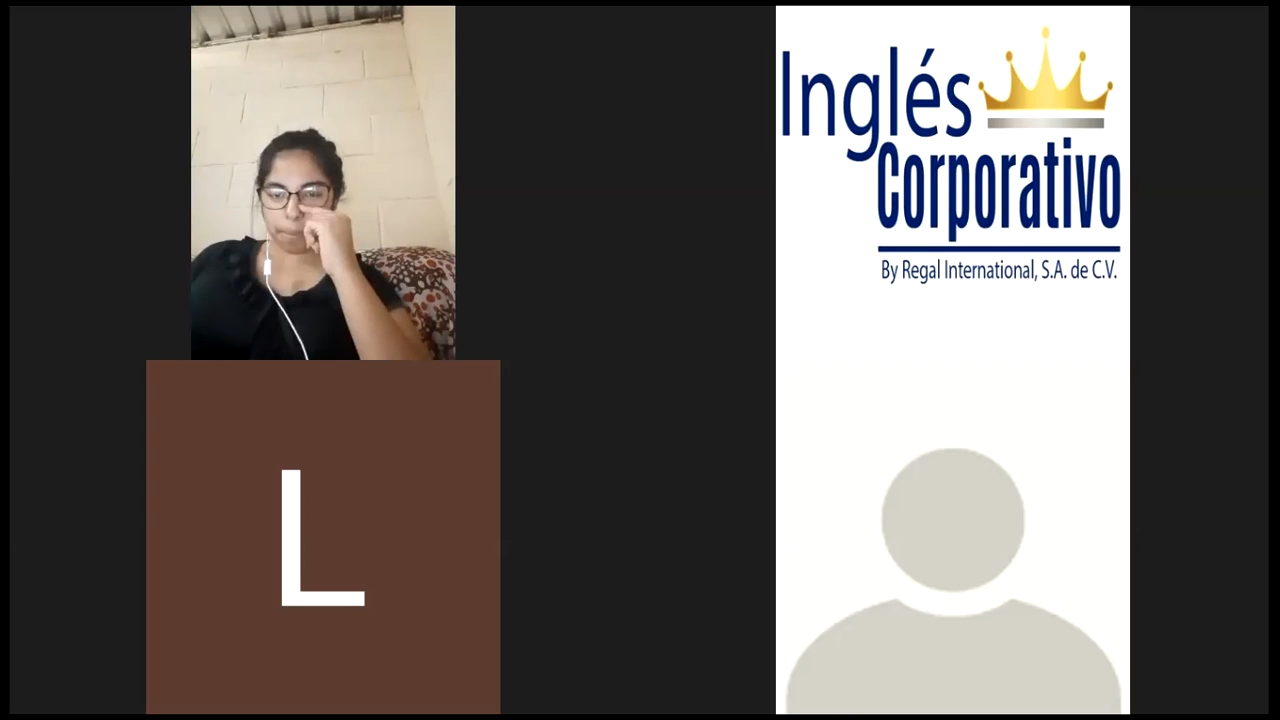 Inglés
Corporativo
By Regal International, S.A. de C.V.
L